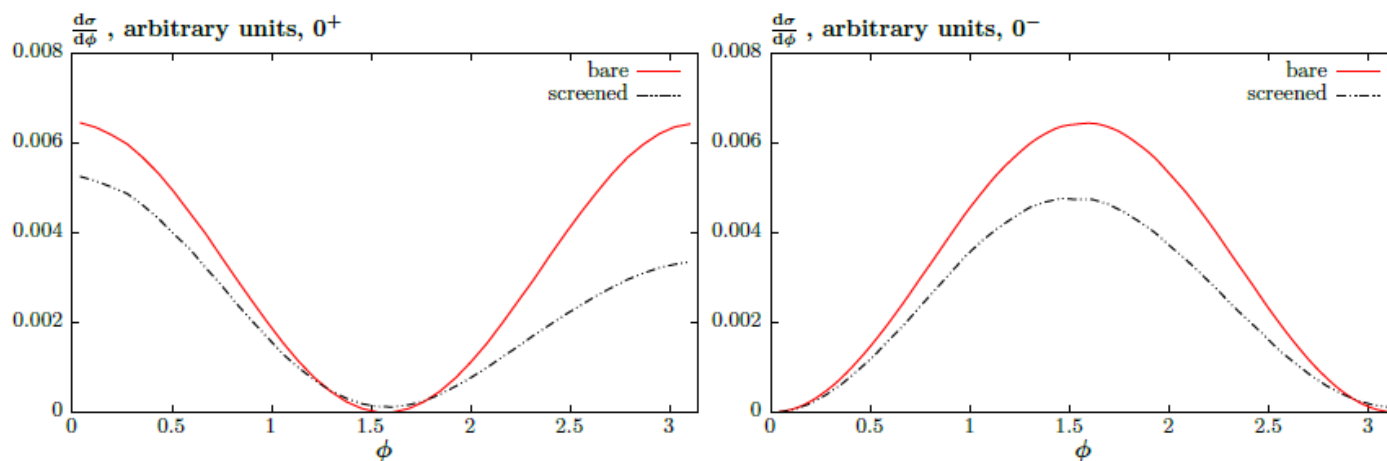 dσ/dφ , arbitrary units, 0⁺
0.008
0.006
0.004
0.002
0
bare
screened
0 0.5 1 1.5 2 2.5 3
ϕ
dσ/dφ , arbitrary units, 0⁻
0.008
0.006
0.004
0.002
0
bare
screened
0 0.5 1 1.5 2 2.5 3
ϕ